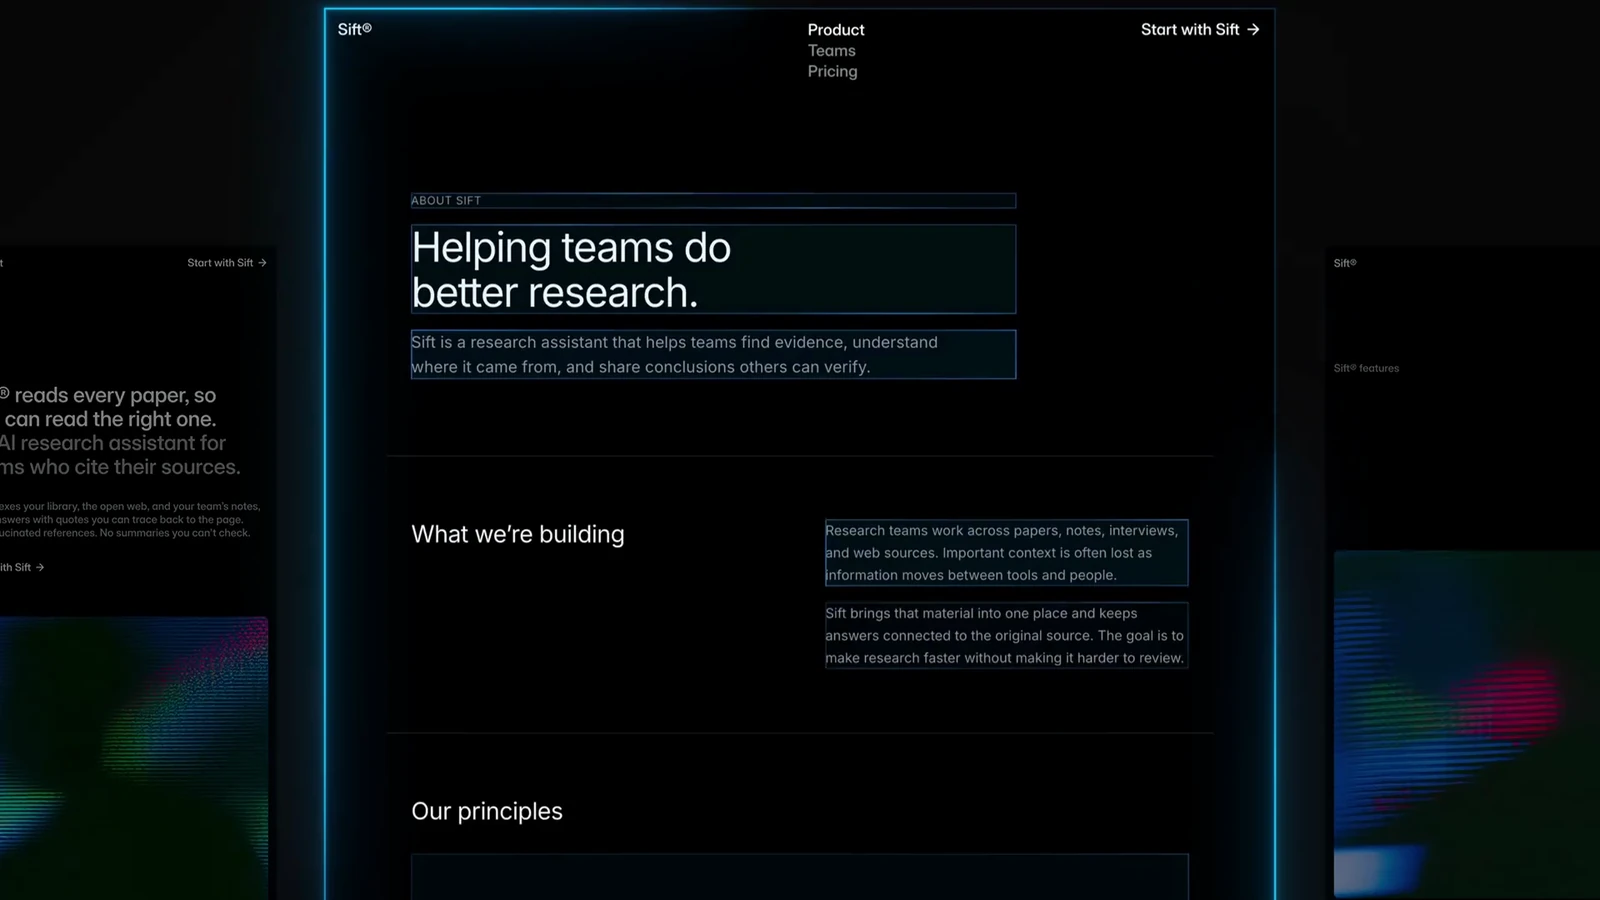 Sift®
Product
Teams
Pricing
Start with Sift →
ABOUT SIFT
Helping teams do
better research.
Sift is a research assistant that helps teams find evidence, understand
where it came from, and share conclusions others can verify.
What we’re building
Research teams work across papers, notes, interviews,
and web sources. Important context is often lost as
information moves between tools and people.
Sift brings that material into one place and keeps
answers connected to the original source. The goal is to
make research faster without making it harder to review.
Our principles
Start with Sift →
® reads every paper, so
can read the right one.
AI research assistant for
who cite their sources.
your library, the open web, and your team’s notes,
with quotes you can trace back to the page.
references. No summaries you can’t check.
with Sift →
Sift®
Sift® features